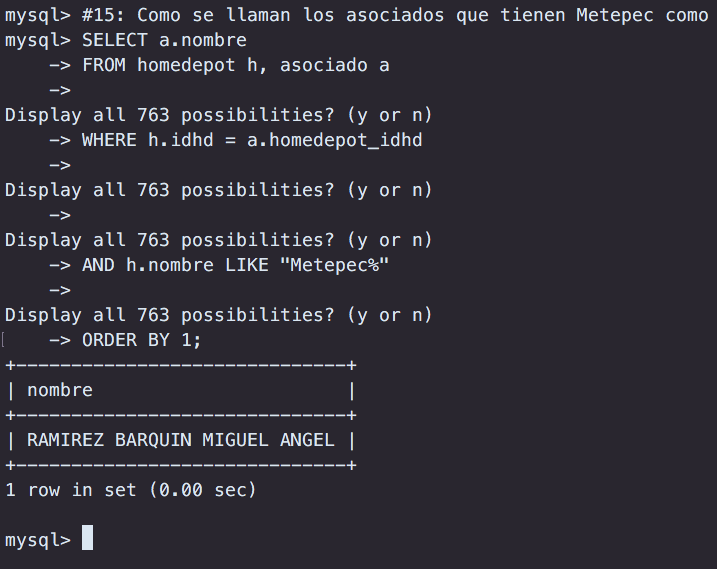 mysql> #15: Como se llaman los asociados que tienen Metepec como
mysql> SELECT a.nombre
    -> FROM homedepot h, asociado a
    ->
Display all 763 possibilities? (y or n)
    -> WHERE h.idhd = a.homedepot_idhd
    ->
Display all 763 possibilities? (y or n)
    ->
Display all 763 possibilities? (y or n)
    -> AND h.nombre LIKE "Metepec%"
    ->
Display all 763 possibilities? (y or n)
    -> ORDER BY 1;
+------------------------------+
| nombre                       |
+------------------------------+
| RAMIREZ BARQUIN MIGUEL ANGEL |
+------------------------------+
1 row in set (0.00 sec)
mysql>